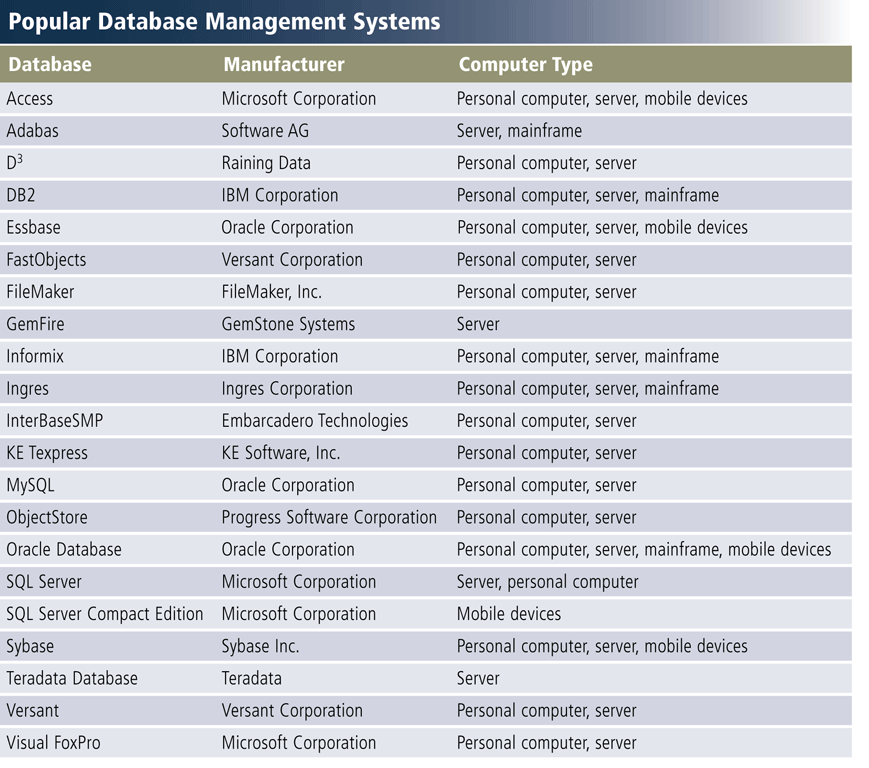 Popular Database Management Systems
Database Manufacturer Computer Type
Access Microsoft Corporation Personal computer, server, mobile devices
Adabas Software AG Server, mainframe
D³ Raining Data Personal computer, server
DB2 IBM Corporation Personal computer, server, mainframe
Essbase Oracle Corporation Personal computer, server, mobile devices
FastObjects Versant Corporation Personal computer, server
FileMaker FileMaker, Inc. Personal computer, server
GemFire GemStone Systems Server
Informix IBM Corporation Personal computer, server, mainframe
Ingres Ingres Corporation Personal computer, server, mainframe
InterBaseSMP Embarcadero Technologies Personal computer, server
KE Texpress KE Software, Inc. Personal computer, server
MySQL Oracle Corporation Personal computer, server
ObjectStore Progress Software Corporation Personal computer, server
Oracle Database Oracle Corporation Personal computer, server, mainframe, mobile devices
SQL Server Microsoft Corporation Server, personal computer
SQL Server Compact Edition Microsoft Corporation Mobile devices
Sybase Sybase Inc. Personal computer, server, mobile devices
Teradata Database Teradata Server
Versant Versant Corporation Personal computer, server
Visual FoxPro Microsoft Corporation Personal computer, server